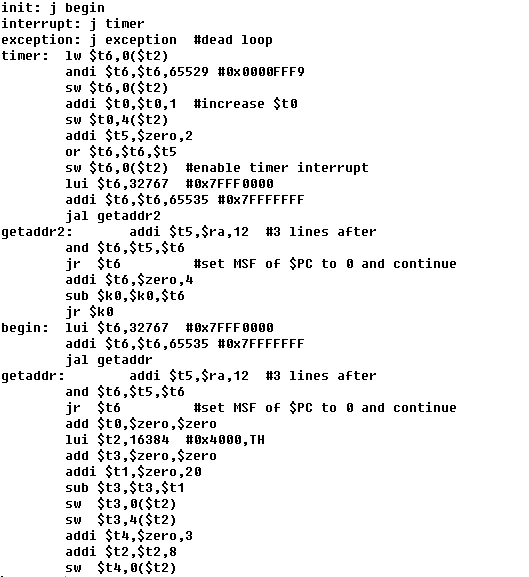 init: j begin
interrupt: j timer
exception: j exception  #dead loop
timer:  lw $t6,0($t2)
        andi $t6,$t6,65529 #0x0000FFF9
        sw $t6,0($t2)
        addi $t0,$t0,1  #increase $t0
        sw $t0,4($t2)
        addi $t5,$zero,2
        or $t6,$t6,$t5
        sw $t6,0($t2)  #enable timer interrupt
        lui $t6,32767  #0x7FFF0000
        addi $t6,$t6,65535 #0x7FFFFFFF
        jal getaddr2
getaddr2:       addi $t5,$ra,12  #3 lines after
        and $t6,$t5,$t6
        jr  $t6         #set MSF of $PC to 0 and continue
        addi $t6,$zero,4
        sub $k0,$k0,$t6
        jr $k0
begin:  lui $t6,32767  #0x7FFF0000
        addi $t6,$t6,65535 #0x7FFFFFFF
        jal getaddr
getaddr:        addi $t5,$ra,12  #3 lines after
        and $t6,$t5,$t6
        jr  $t6         #set MSF of $PC to 0 and continue
        add $t0,$zero,$zero
        lui $t2,16384  #0x4000,TH
        add $t3,$zero,$zero
        addi $t1,$zero,20
        sub $t3,$t3,$t1
        sw  $t3,0($t2)
        sw  $t3,4($t2)
        addi $t4,$zero,3
        addi $t2,$t2,8
        sw  $t4,0($t2)